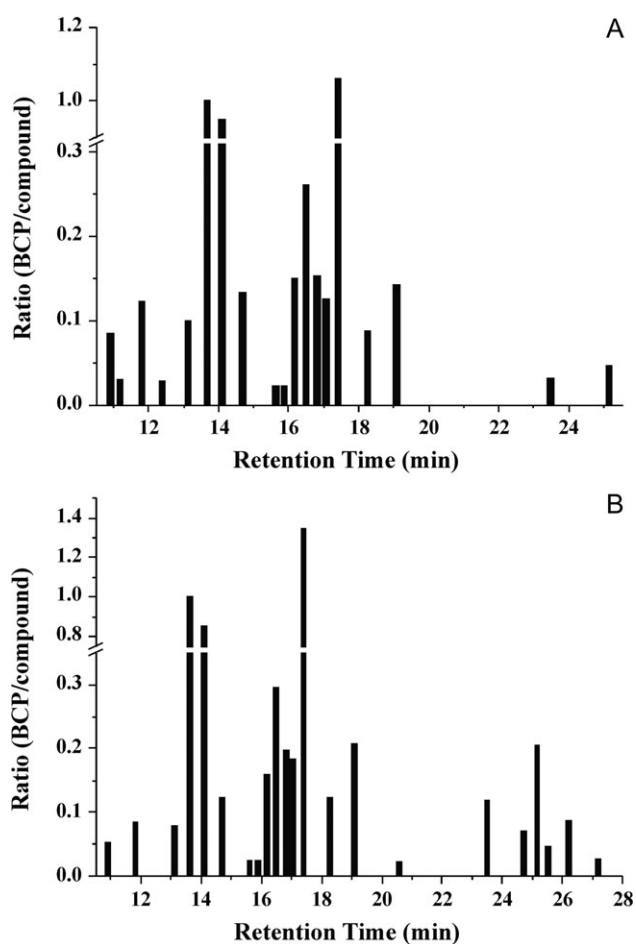 A
Ratio (BCP/compound)
1.2
1.0
0.3
0.2
0.1
0.0
12 14 16 18 20 22 24
Retention Time (min)
B
Ratio (BCP/compound)
1.4
1.2
1.0
0.8
0.3
0.2
0.1
0.0
12 14 16 18 20 22 24 26 28
Retention Time (min)